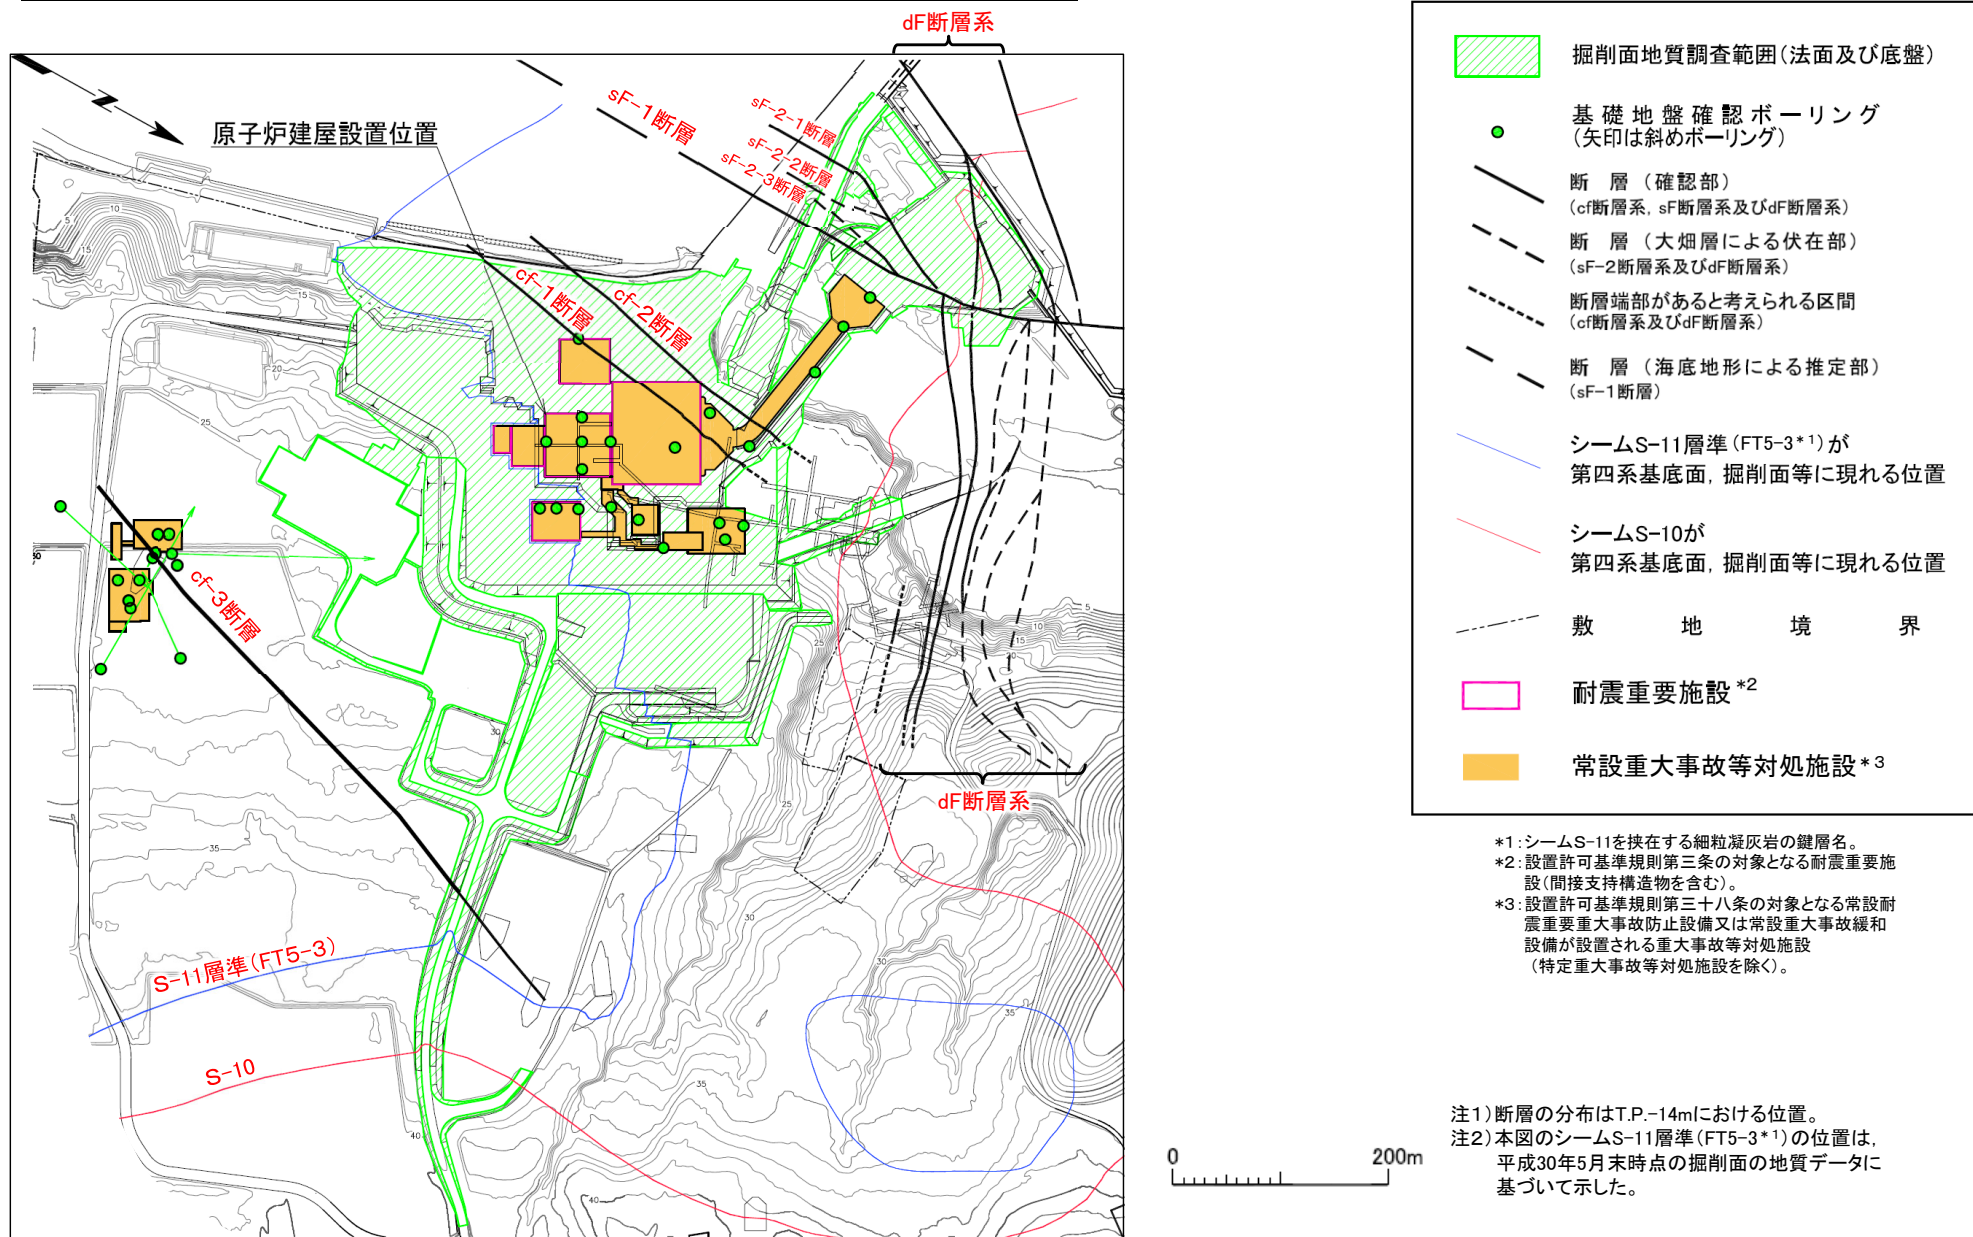 dF断層系
sF-1断層
sF-2-1断層
sF-2-2断層
sF-2-3断層
原子炉建屋設置位置
cf-1断層
cf-2断層
cf-3断層
dF断層系
S-11層準(FT5-3)
S-10
5
10
15
15
20
25
30
35
25
30
30
35
35
40
40
5
10
15
掘削面地質調査範囲(法面及び底盤)
基礎地盤確認ボーリング
(矢印は斜めボーリング)
断 層 (確認部)
(cf断層系, sF断層系及びdF断層系)
断 層 (大畑層による伏在部)
(sF-2断層系及びdF断層系)
断層端部があると考えられる区間
(cf断層系及びdF断層系)
断 層 (海底地形による推定部)
(sF-1断層)
シームS-11層準(FT5-3*1)が
第四系基底面, 掘削面等に現れる位置
シームS-10が
第四系基底面, 掘削面等に現れる位置
敷 地 境 界
耐震重要施設*2
常設重大事故等対処施設*3
*1:シームS-11を挟在する細粒凝灰岩の鍵層名。
*2:設置許可基準規則第三条の対象となる耐震重要施
設(間接支持構造物を含む)。
*3:設置許可基準規則第三十八条の対象となる常設耐
震重要重大事故防止設備又は常設重大事故緩和
設備が設置される重大事故等対処施設
(特定重大事故等対処施設を除く)。
注1)断層の分布はT.P.-14mにおける位置。
注2)本図のシームS-11層準(FT5-3*1)の位置は,
平成30年5月末時点の掘削面の地質データに
基づいて示した。
0 200m